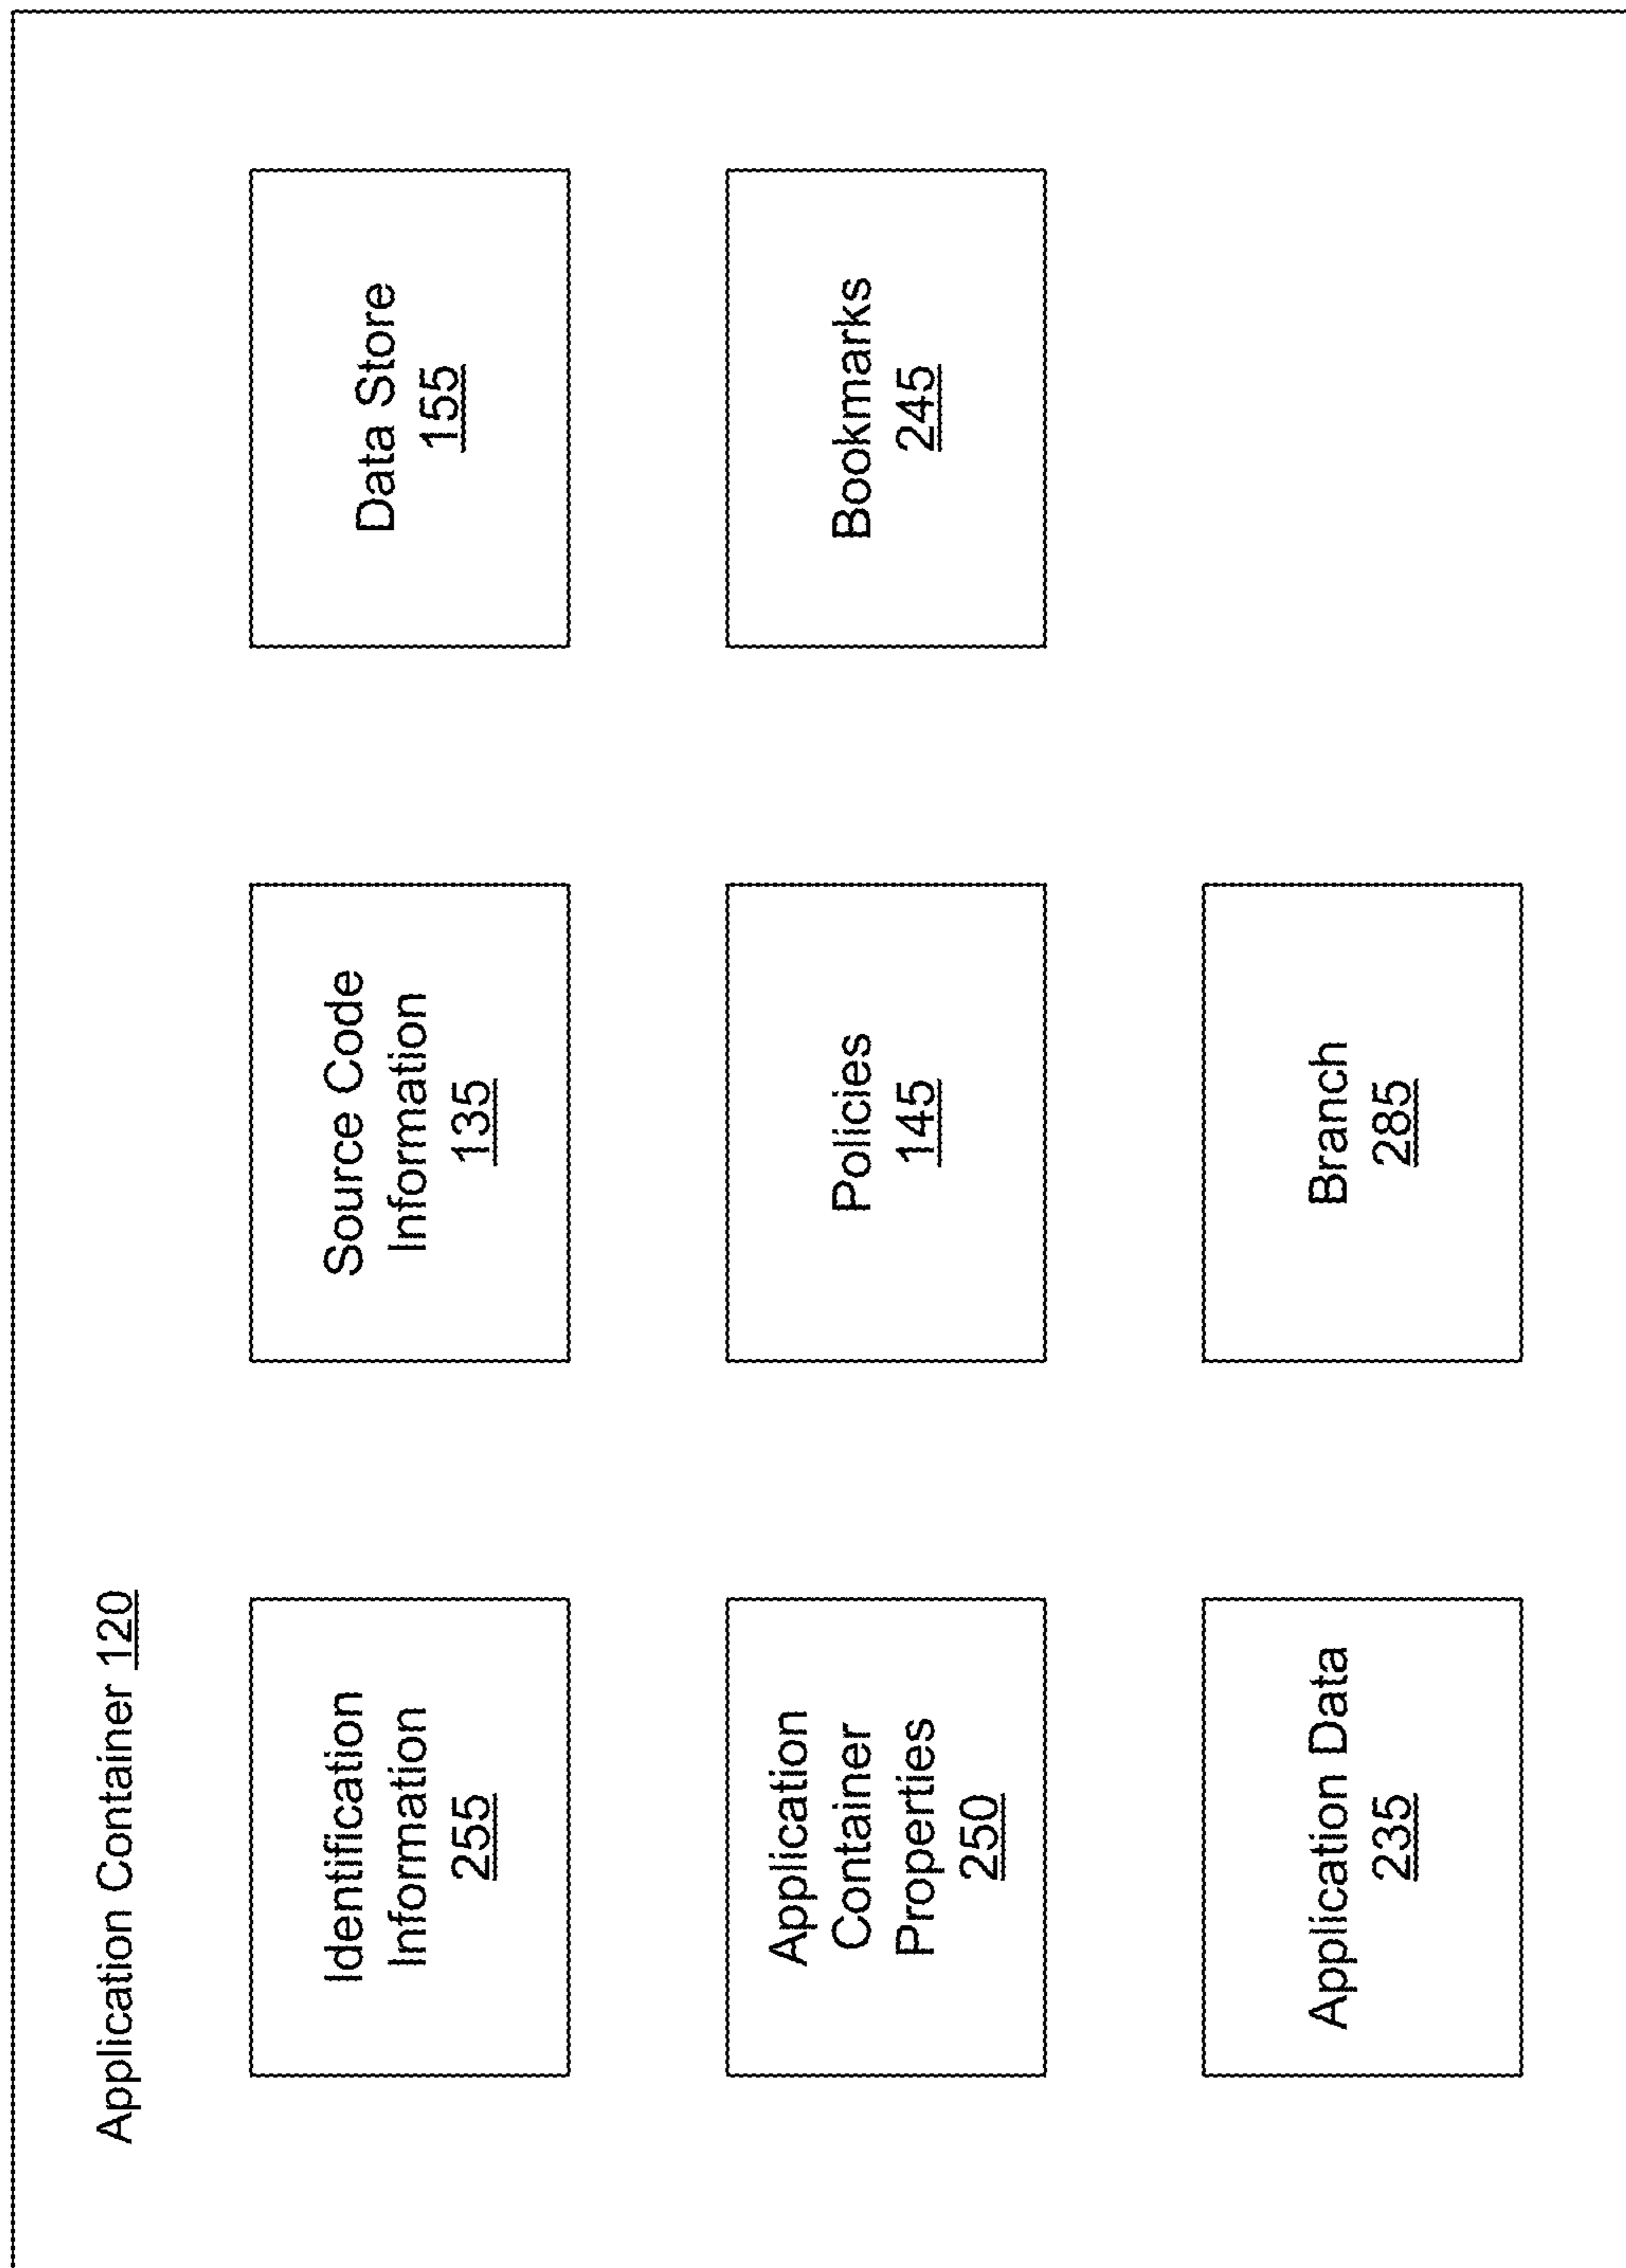 Application Container 120
Identification
Information
255
Source Code
Information
135
Data Store
155
Application
Container
Properties
250
Policies
145
Bookmarks
245
Application Data
235
Branch
285